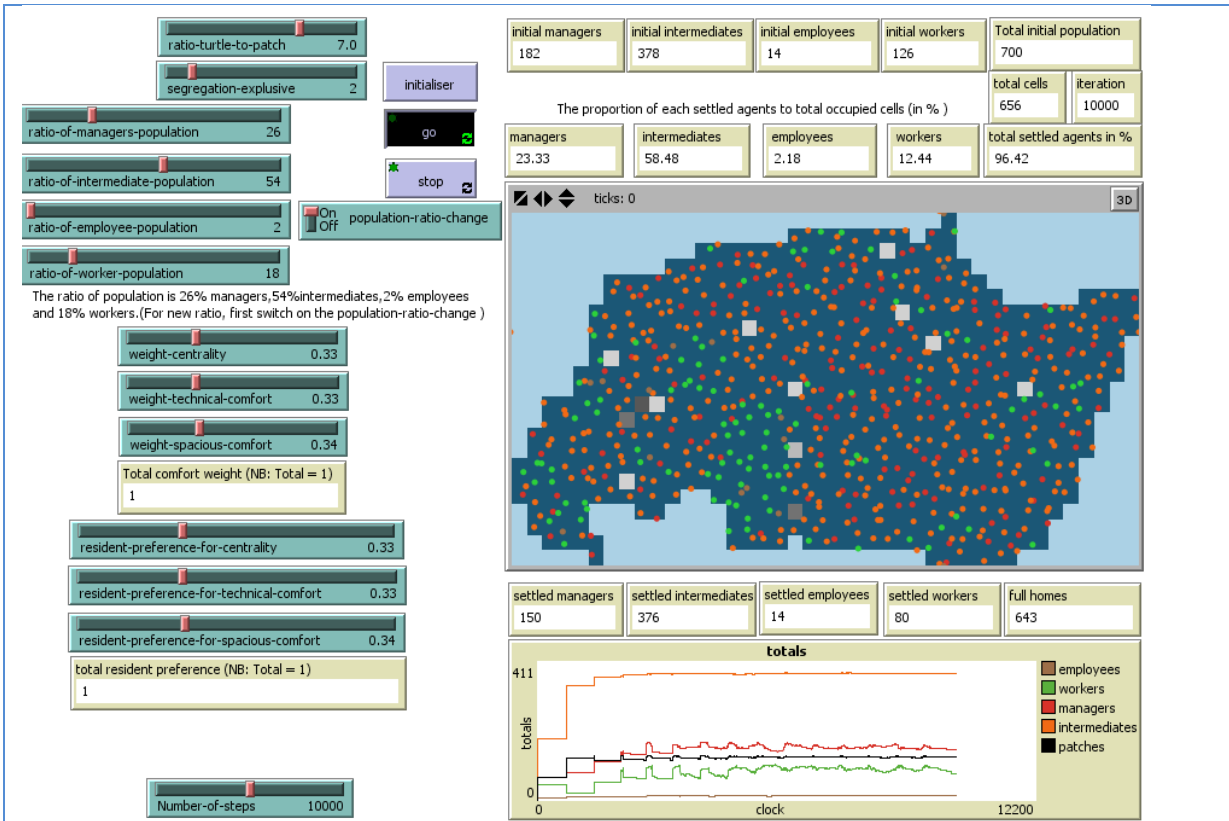 ratio-turtle-to-patch 7.0
segregation-explusive 2
initialiser
ratio-of-managers-population 26
go
ratio-of-intermediate-population 54
stop
ratio-of-employee-population 2
On
Off
population-ratio-change
ratio-of-worker-population 18
The ratio of population is 26% managers,54%intermediates,2% employees
and 18% workers.(For new ratio, first switch on the population-ratio-change )
weight-centrality 0.33
weight-technical-comfort 0.33
weight-spacious-comfort 0.34
Total comfort weight (NB: Total = 1)
1
resident-preference-for-centrality 0.33
resident-preference-for-technical-comfort 0.33
resident-preference-for-spacious-comfort 0.34
total resident preference (NB: Total = 1)
1
Number-of-steps 10000
initial managers
182
initial intermediates
378
initial employees
14
initial workers
126
Total initial population
700
total cells
656
iteration
10000
The proportion of each settled agents to total occupied cells (in % )
managers
23.33
intermediates
58.48
employees
2.18
workers
12.44
total settled agents in %
96.42
ticks: 0
3D
settled managers
150
settled intermediates
376
settled employees
14
settled workers
80
full homes
643
totals
411
totals
0
0
clock
12200
employees
workers
managers
intermediates
patches